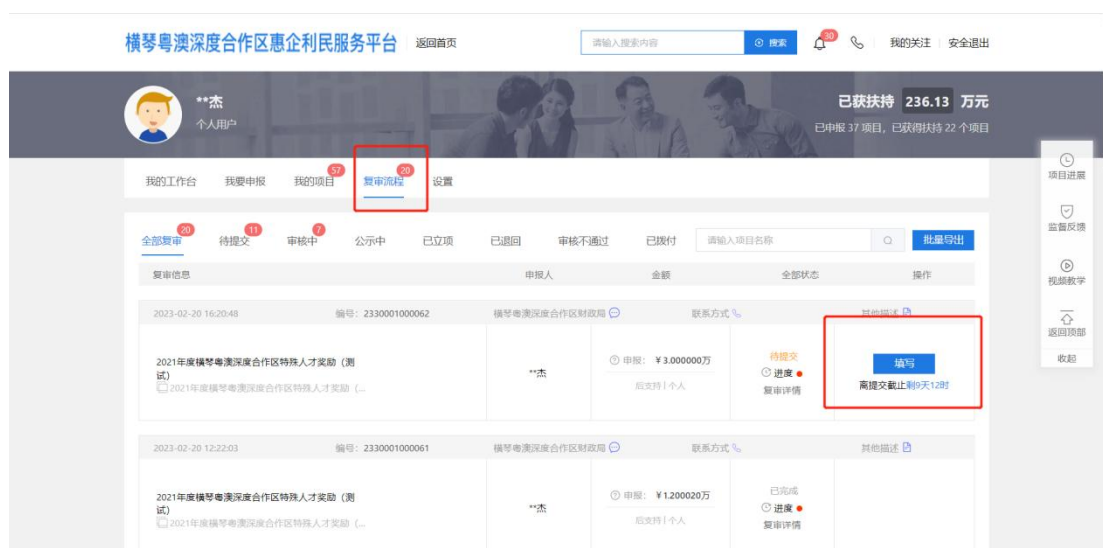 横琴粤澳深度合作区惠企利民服务平台 返回首页 请输入搜索内容 搜索 30 我的关注 安全退出
**杰 已获扶持 236.13 万元
个人用户 已申报 37 项目，已获得扶持 22 个项目
项目进展
我的工作台 我要申报 我的项目 57 复审流程 20 设置
监督反馈
全部复审 20 待提交 11 审核中 7 公示中 已立项 已退回 审核不通过 已拨付 请输入项目名称 批量导出
复审信息 申报人 金额 全部状态 操作
视频教学
2023-02-20 16:20:48 编号：2330001000062 横琴粤澳深度合作区财政局 联系方式 其他描述
返回顶部
收起
2021年度横琴粤澳深度合作区特殊人才奖励（测
试）
2021年度横琴粤澳深度合作区特殊人才奖励（...
**杰
申报：￥3.000000万
后支持 | 个人
待提交
进度
复审详情
填写
离提交截止剩9天12时
2023-02-20 12:22:03 编号：2330001000061 横琴粤澳深度合作区财政局 联系方式 其他描述
2021年度横琴粤澳深度合作区特殊人才奖励（测
试）
2021年度横琴粤澳深度合作区特殊人才奖励（...
**杰
申报：￥1.200020万
后支持 | 个人
已完成
进度
复审详情